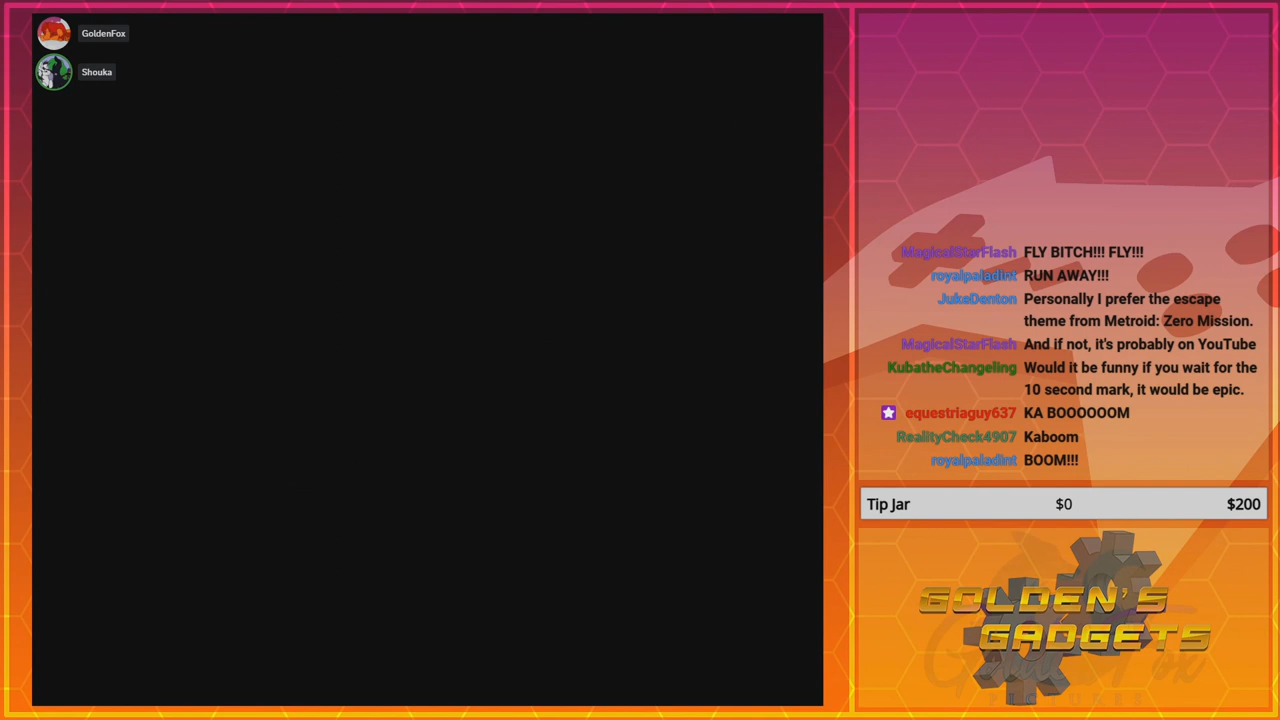 GoldenFox
Shouka
MagicalStarFlash FLY BITCH!!! FLY!!!
royalpaladint RUN AWAY!!!
JukeDenton Personally I prefer the escape
theme from Metroid: Zero Mission.
MagicalStarFlash And if not, it's probably on YouTube
KubatheChangeling Would it be funny if you wait for the
10 second mark, it would be epic.
equestriaguy637 KA BOOOOOOM
RealityCheck4907 Kaboom
royalpaladint BOOM!!!
Tip Jar $0 $200
GOLDEN'S
GADGETS
PICTURES